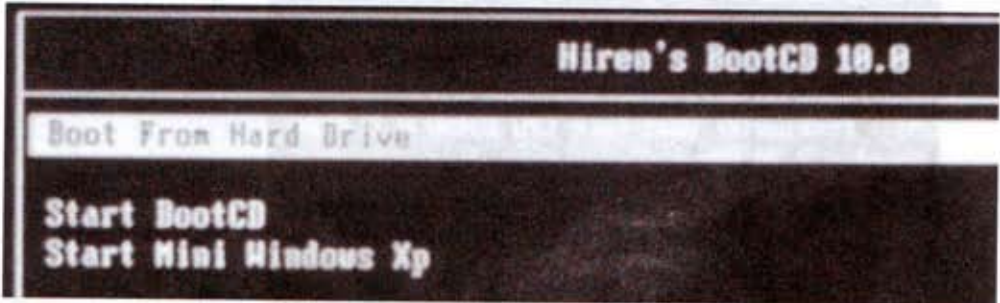 Hiren's BootCD 10.0
Boot From Hard Drive
Start BootCD
Start Mini Windows Xp